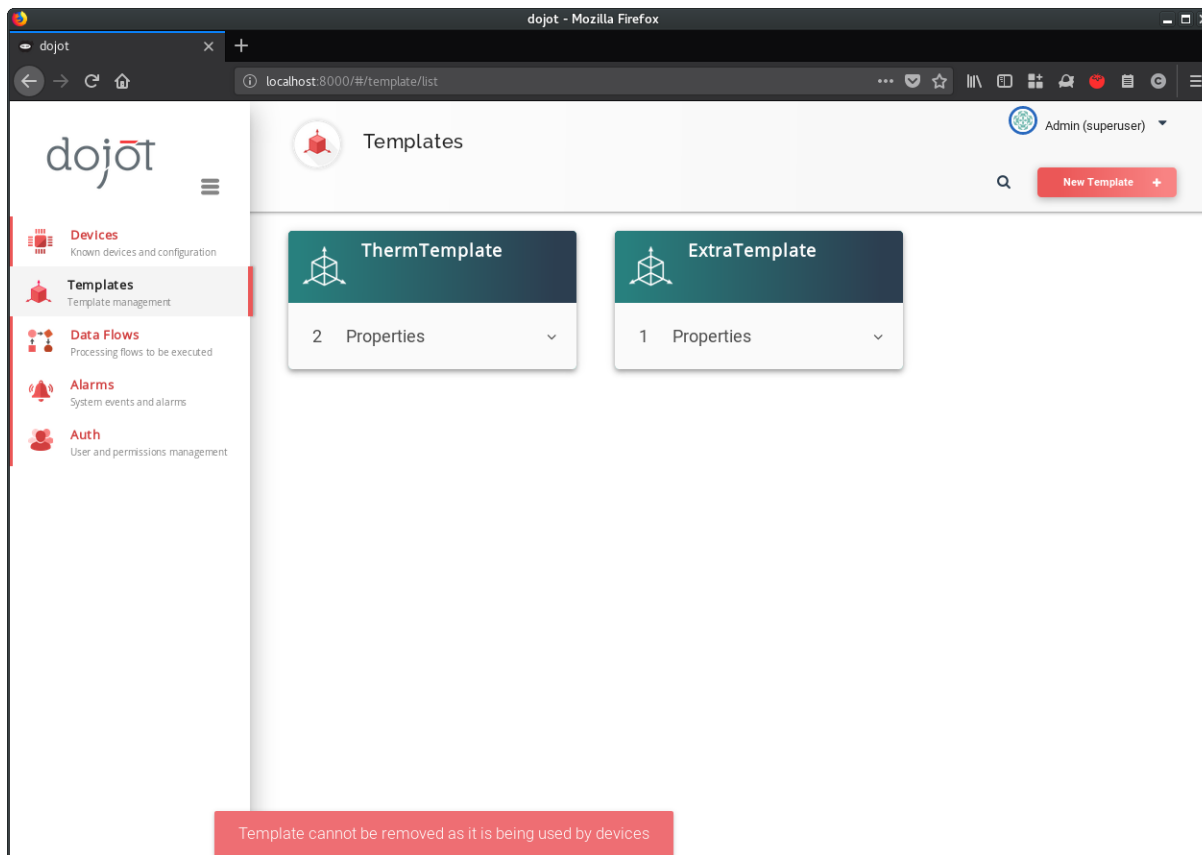 dojot - Mozilla Firefox
dojot
localhost:8000/#/template/list
dojot
Templates
Admin (superuser)
New Template +
Devices
Known devices and configuration
Templates
Template management
Data Flows
Processing flows to be executed
Alarms
System events and alarms
Auth
User and permissions management
ThermTemplate
2 Properties
ExtraTemplate
1 Properties
Template cannot be removed as it is being used by devices